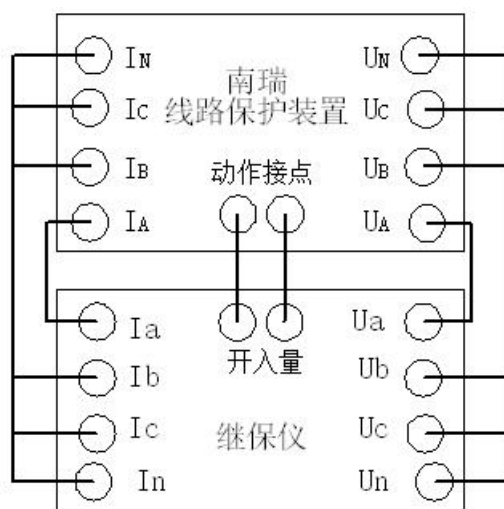 IN 南瑞 UN
Ic 线路保护装置 Uc
IB 动作接点 UB
IA UA
Ia Ua
Ib 开入量 Ub
Ic 继保仪 Uc
In Un